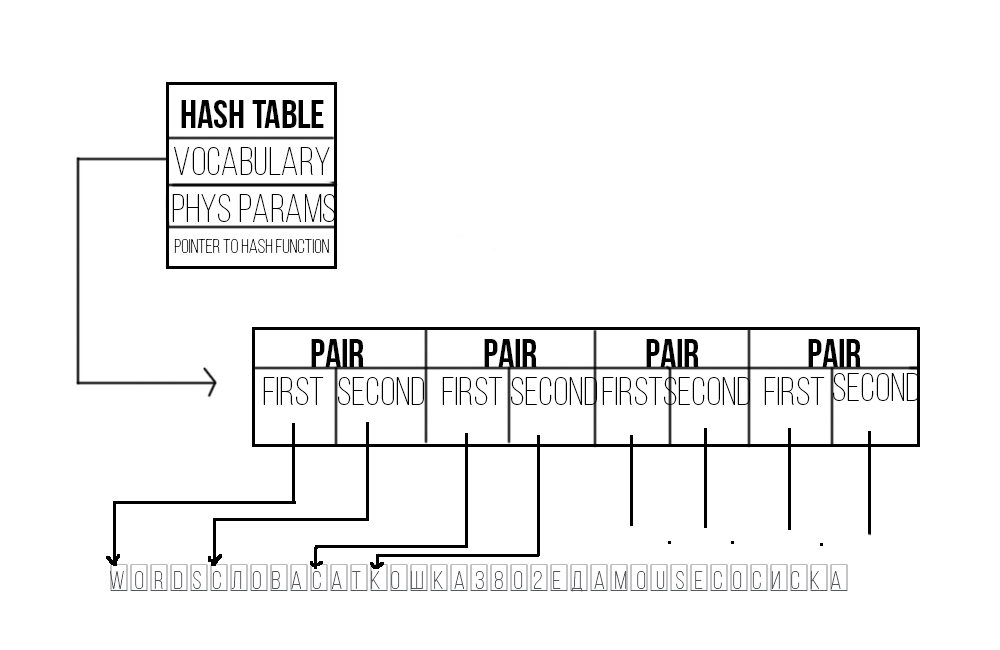 HASH TABLE
VOCABULARY
PHYS PARAMS
POINTER TO HASH FUNCTION
PAIR PAIR PAIR PAIR
FIRST SECOND FIRST SECOND FIRST SECOND FIRST SECOND
WORDSСЛОВАCATКОШКА3802ЕДАMOUSEСОСИСКА